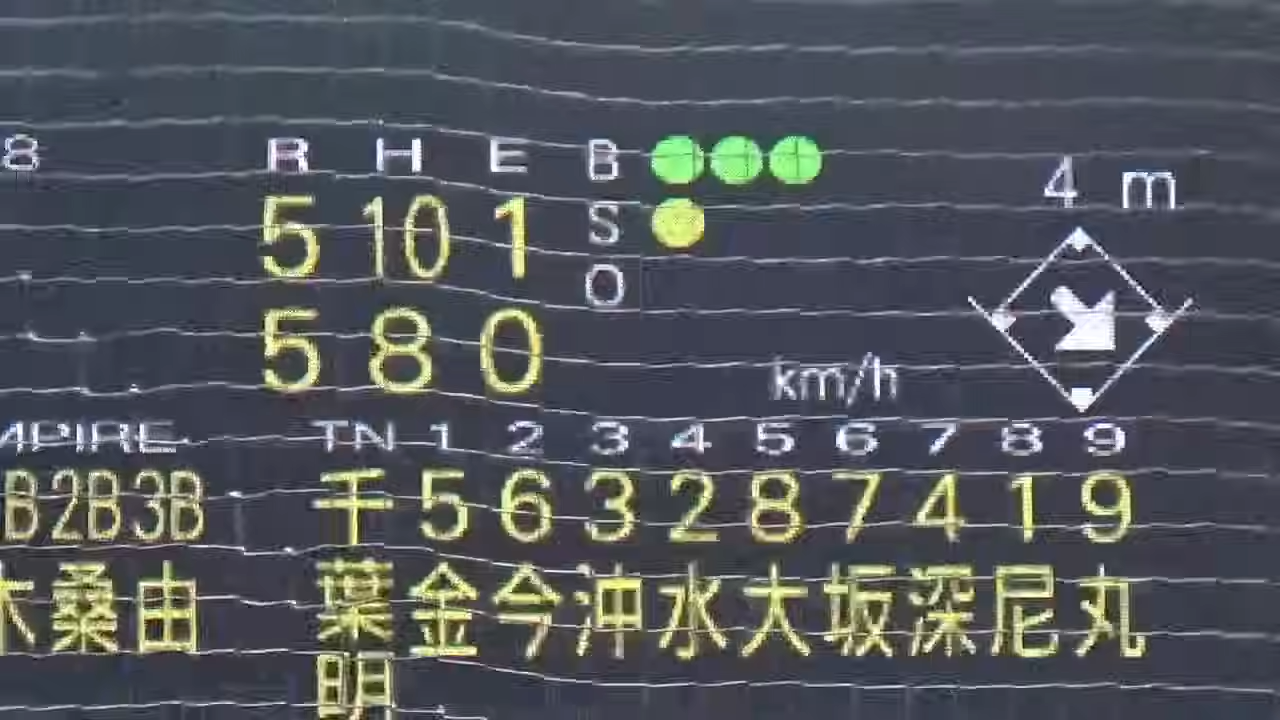 8 R H E B
4 m
5 10 1 S
O
5 8 0
km/h
MPIRE TN 1 2 3 4 5 6 7 8 9
B 2B 3B 千 5 6 3 2 8 7 4 1 9
木 桑 由 葉 金 今 沖 水 大 坂 深 尼 丸
明